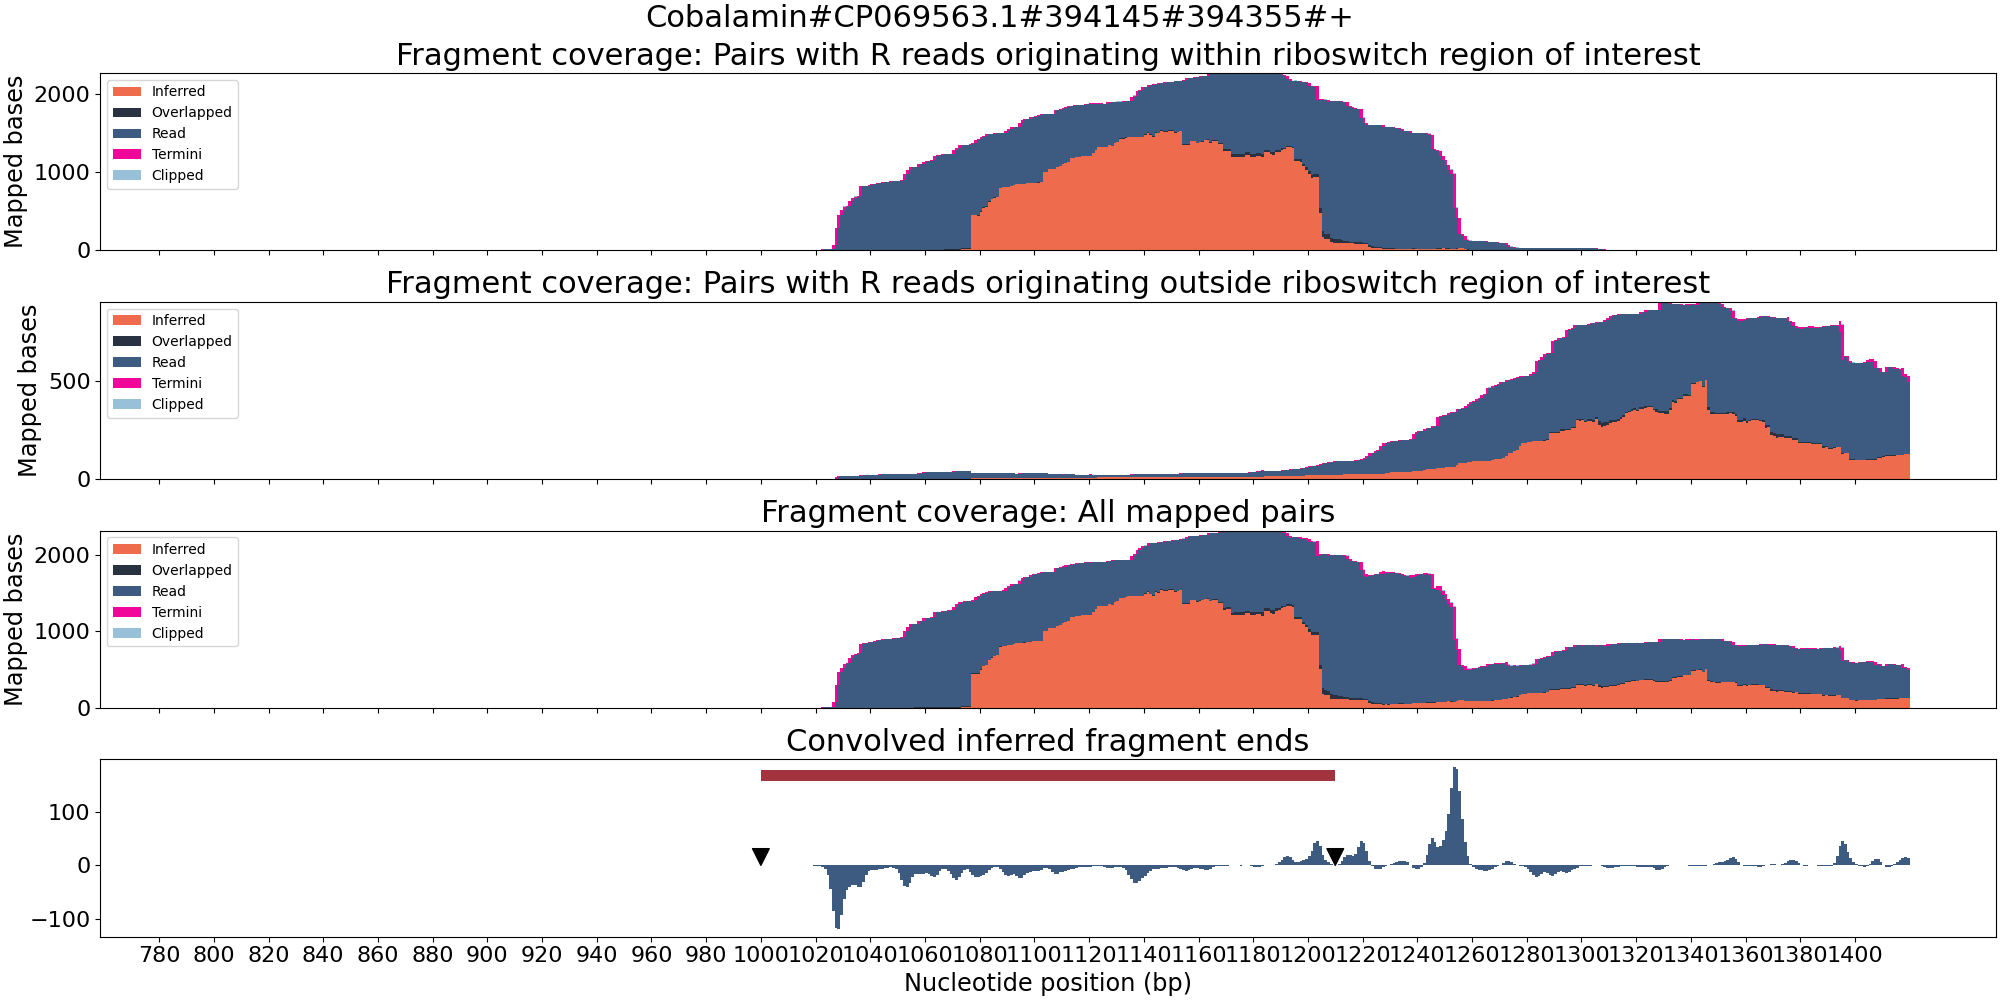 Cobalamin#CP069563.1#394145#394355#+
Fragment coverage: Pairs with R reads originating within riboswitch region of interest
Mapped bases
2000
1000
0
Inferred
Overlapped
Read
Termini
Clipped
Fragment coverage: Pairs with R reads originating outside riboswitch region of interest
Mapped bases
500
0
Inferred
Overlapped
Read
Termini
Clipped
Fragment coverage: All mapped pairs
Mapped bases
2000
1000
0
Inferred
Overlapped
Read
Termini
Clipped
Convolved inferred fragment ends
100
0
−100
780 800 820 840 860 880 900 920 940 960 980 1000 1020 1040 1060 1080 1100 1120 1140 1160 1180 1200 1220 1240 1260 1280 1300 1320 1340 1360 1380 1400
Nucleotide position (bp)